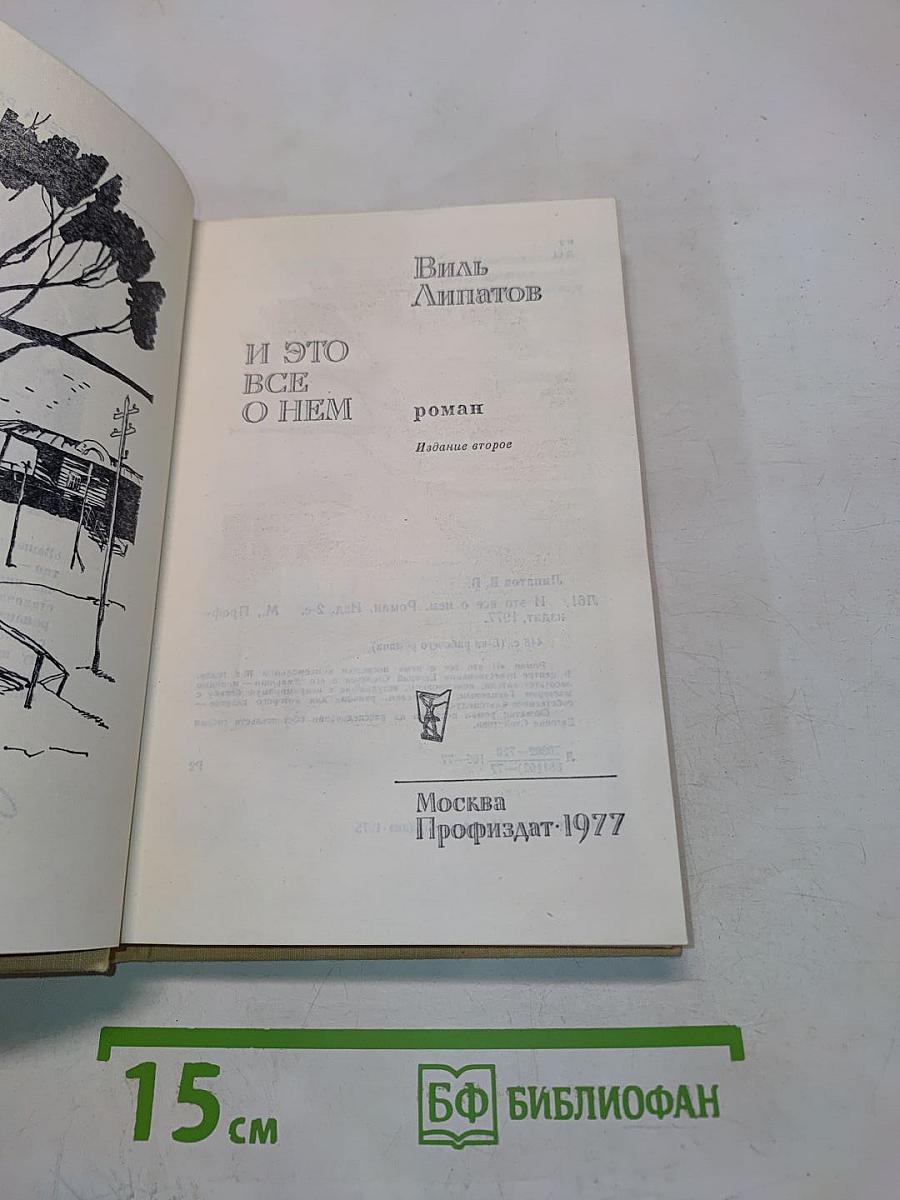 Виль
Липатов
И ЭТО
ВСЕ
О НЕМ
роман
Издание второе
Москва
Профиздат·1977
15 см
БФ БИБЛИОФАН